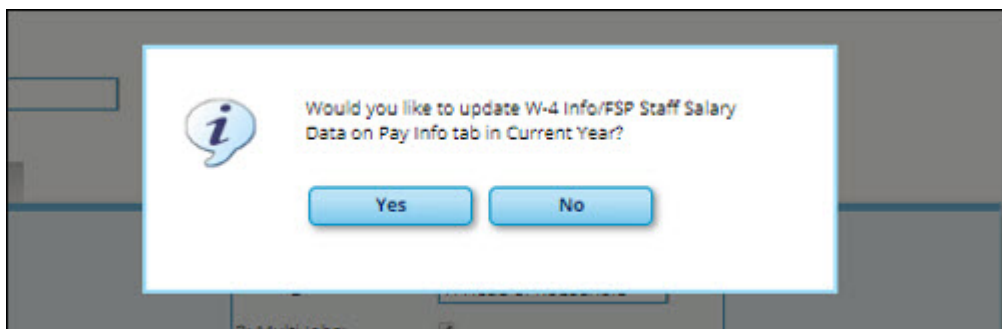 Would you like to update W-4 Info/FSP Staff Salary
Data on Pay Info tab in Current Year?
Yes
No